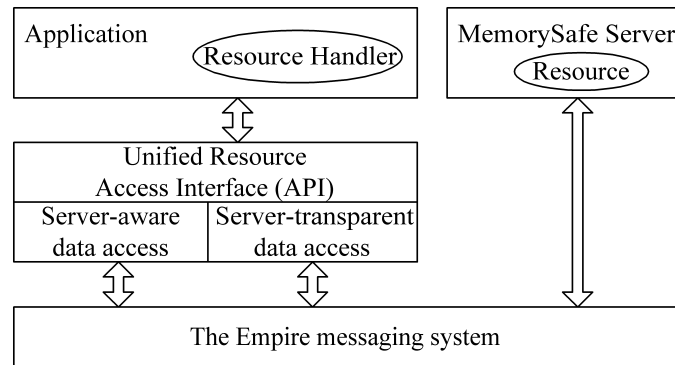 Application
Resource Handler
MemorySafe Server
Resource
Unified Resource
Access Interface (API)
Server-aware
data access
Server-transparent
data access
The Empire messaging system